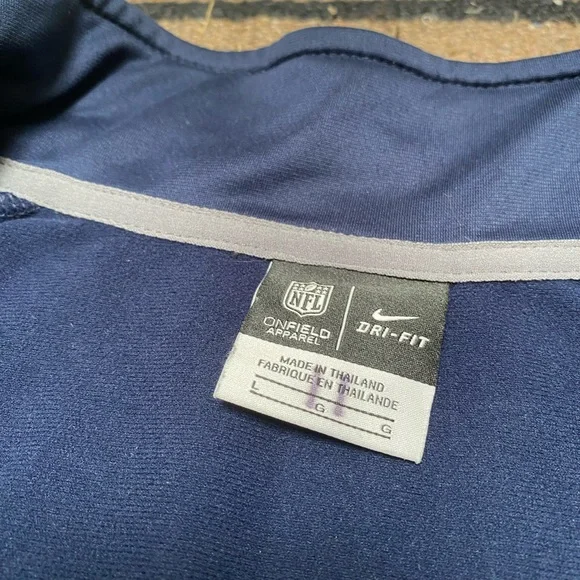 NFL
ONFIELD
APPAREL
DRI-FIT
MADE IN THAILAND
FABRIQUE EN THAILANDE
L G G